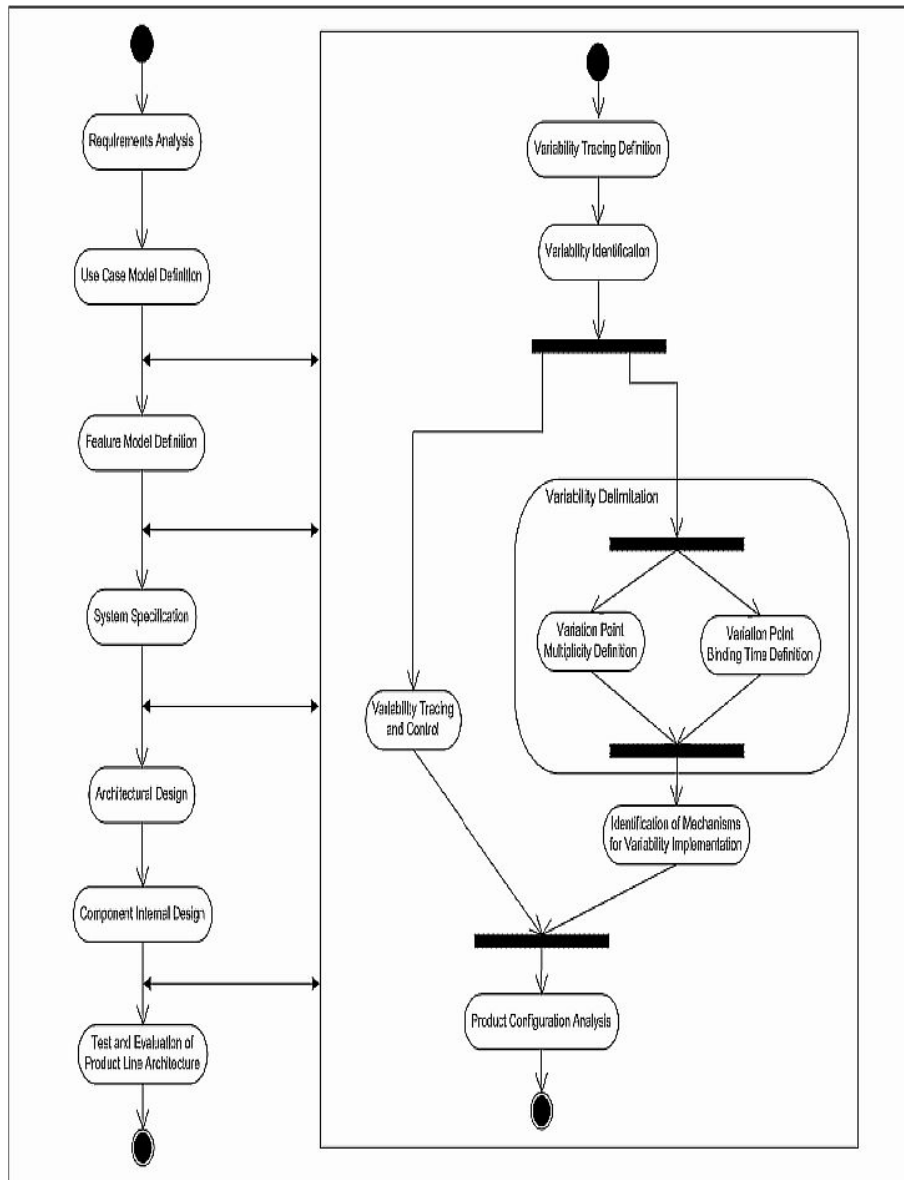 Requirements Analysis
Use Case Model Definition
Feature Model Definition
System Specification
Architectural Design
Component Internal Design
Test and Evaluation of
Product Line Architecture
Variability Tracing Definition
Variability Identification
Variability Delimitation
Variation Point
Multiplicity Definition
Variation Point
Binding Time Definition
Variability Tracing
and Control
Identification of Mechanisms
for Variability Implementation
Product Configuration Analysis